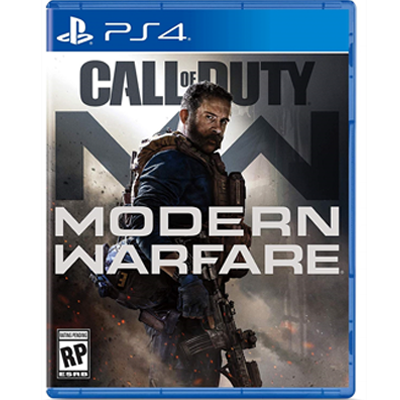 PS4
CALL OF DUTY
MW
MODERN
WARFARE®
RATING PENDING
RP
ESRB